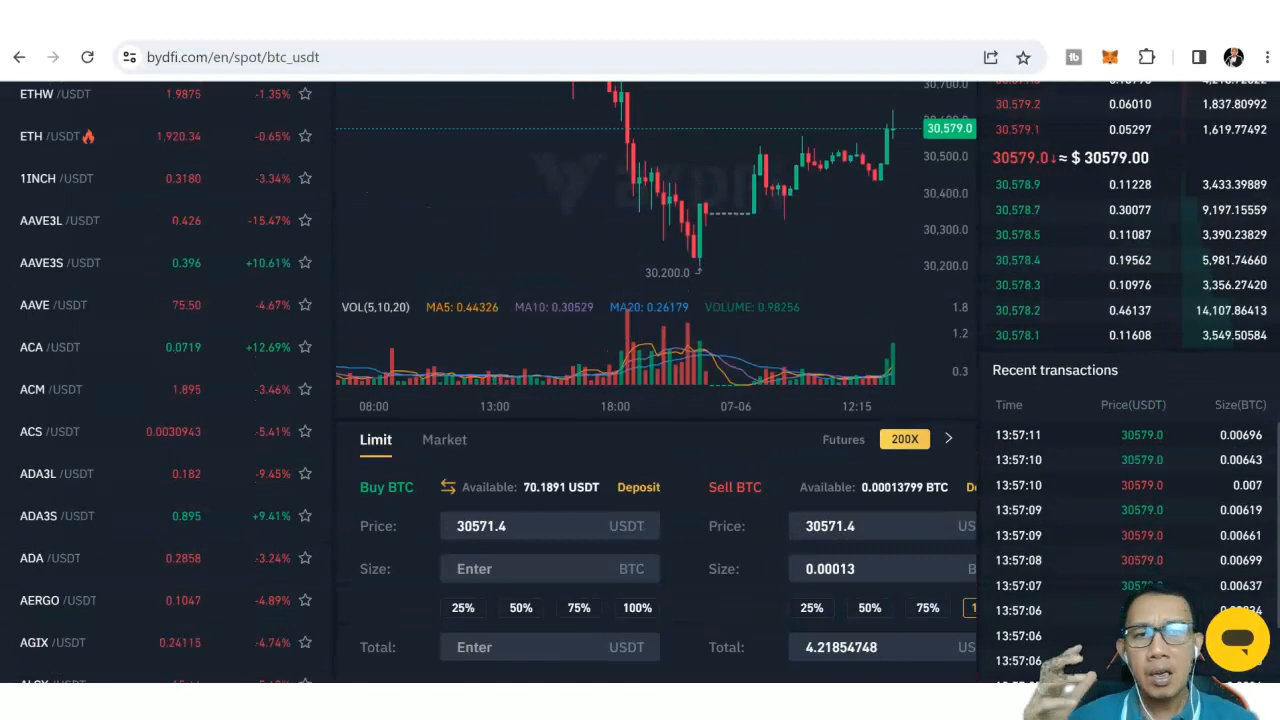 bydfi.com/en/spot/btc_usdt
ETHW /USDT 1.9875 -1.35%
ETH /USDT 1,920.34 -0.65%
1INCH /USDT 0.3180 -3.34%
AAVE3L /USDT 0.426 -15.47%
AAVE3S /USDT 0.396 +10.61%
AAVE /USDT 75.50 -4.67%
ACA /USDT 0.0719 +12.69%
ACM /USDT 1.895 -3.46%
ACS /USDT 0.0030943 -5.41%
ADA3L /USDT 0.182 -9.45%
ADA3S /USDT 0.895 +9.41%
ADA /USDT 0.2858 -3.24%
AERGO /USDT 0.1047 -4.89%
AGIX /USDT 0.24115 -4.74%
30,700.0
30,579.0
30,500.0
30,400.0
30,300.0
30,200.0
30,200.0
VOL(5,10,20) MA5: 0.44326 MA10: 0.30529 MA20: 0.26179 VOLUME: 0.98256
1.8
1.2
0.3
08:00 13:00 18:00 07-06 12:15
Limit Market Futures 200X
Buy BTC Available: 70.1891 USDT Deposit
Price: 30571.4 USDT
Size: Enter BTC
25% 50% 75% 100%
Total: Enter USDT
Sell BTC Available: 0.00013799 BTC
Price: 30571.4
Size: 0.00013
25% 50% 75%
Total: 4.21854748
30,579.2 0.06010 1,837.80992
30,579.1 0.05297 1,619.77492
30579.0↓≈ $ 30579.00
30,578.9 0.11228 3,433.39889
30,578.7 0.30077 9,197.15559
30,578.5 0.11087 3,390.23829
30,578.4 0.19562 5,981.74660
30,578.3 0.10976 3,356.27420
30,578.2 0.46137 14,107.86413
30,578.1 0.11608 3,549.50584
Recent transactions
Time Price(USDT) Size(BTC)
13:57:11 30579.0 0.00696
13:57:10 30579.0 0.00643
13:57:10 30579.0 0.007
13:57:09 30579.0 0.00619
13:57:09 30579.0 0.00661
13:57:08 30579.0 0.00699
13:57:07 0.00637
13:57:06
13:57:06
13:57:06